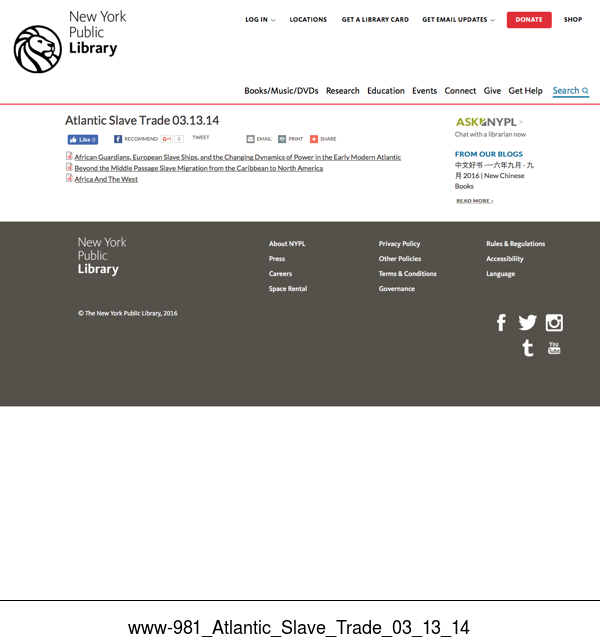 New York
Public
Library
LOG IN
LOCATIONS
GET A LIBRARY CARD
GET EMAIL UPDATES
DONATE
SHOP
Books/Music/DVDs
Research
Education
Events
Connect
Give
Get Help
Search
Atlantic Slave Trade 03.13.14
Like 0
RECOMMEND
G+1
0
TWEET
EMAIL
PRINT
SHARE
African Guardians, European Slave Ships, and the Changing Dynamics of Power in the Early Modern Atlantic
Beyond the Middle Passage Slave Migration from the Caribbean to North America
Africa And The West
ASK NYPL >
Chat with a librarian now
FROM OUR BLOGS
中文好书 -一六年九月 - 九
月 2016 | New Chinese
Books
READ MORE ›
New York
Public
Library
© The New York Public Library, 2016
About NYPL
Press
Careers
Space Rental
Privacy Policy
Other Policies
Terms & Conditions
Governance
Rules & Regulations
Accessibility
Language
You
Tube
www-981_Atlantic_Slave_Trade_03_13_14